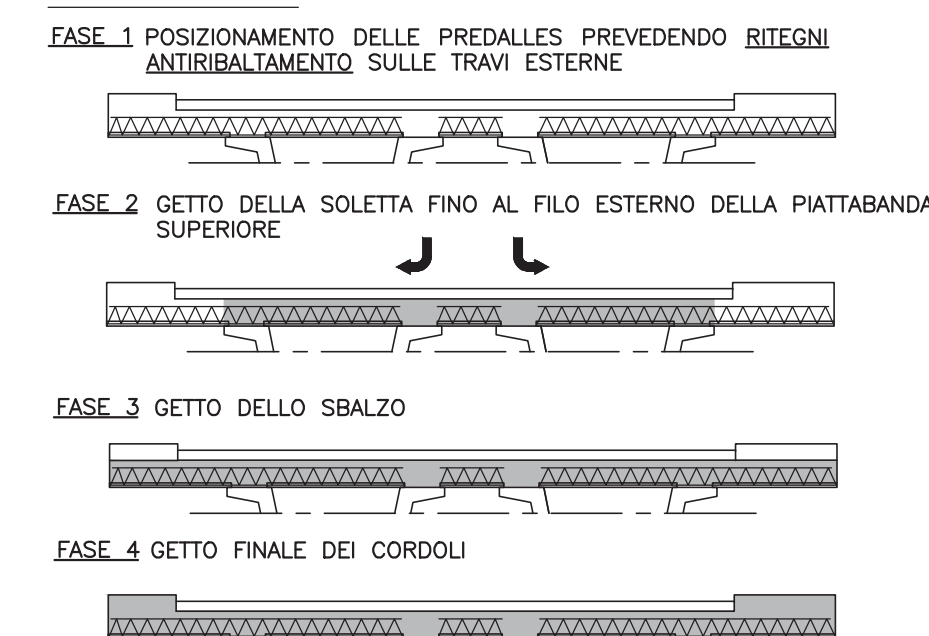 FASE 1 POSIZIONAMENTO DELLE PREDALLES PREVEDENDO RITEGNI
ANTIRIBALTAMENTO SULLE TRAVI ESTERNE
FASE 2 GETTO DELLA SOLETTA FINO AL FILO ESTERNO DELLA PIATTABANDA
SUPERIORE
FASE 3 GETTO DELLO SBALZO
FASE 4 GETTO FINALE DEI CORDOLI